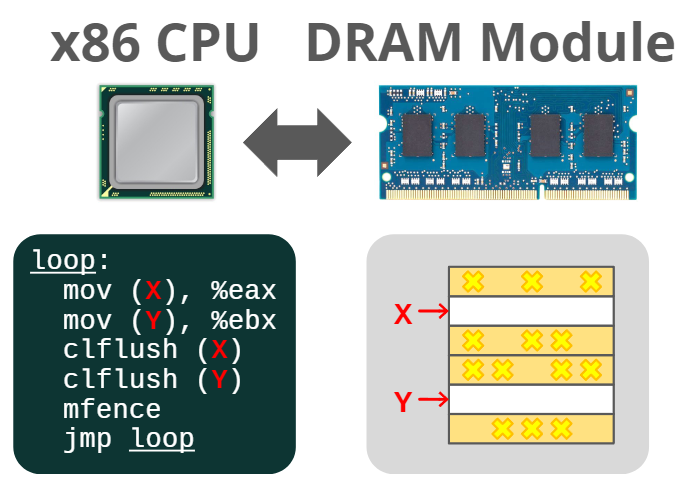 x86 CPU DRAM Module
loop:
mov (X), %eax
mov (Y), %ebx
clflush (X)
clflush (Y)
mfence
jmp loop
X
Y